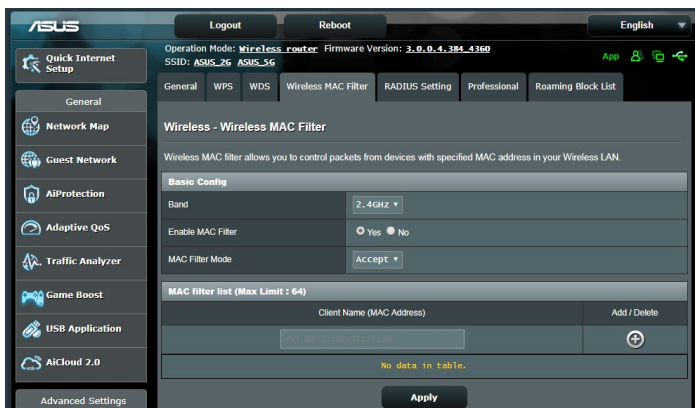 ASUS
Logout Reboot English
Operation Mode: Wireless router Firmware Version: 3.0.0.4.384_4360
App
SSID: ASUS_2G ASUS_5G
Quick Internet
Setup
General WPS WDS Wireless MAC Filter RADIUS Setting Professional Roaming Block List
General
Network Map
Guest Network
AiProtection
Adaptive QoS
Traffic Analyzer
Game Boost
USB Application
AiCloud 2.0
Advanced Settings
Wireless - Wireless MAC Filter
Wireless MAC filter allows you to control packets from devices with specified MAC address in your Wireless LAN.
Basic Config
Band 2.4GHz
Enable MAC Filter Yes No
MAC Filter Mode Accept
MAC filter list (Max Limit : 64)
Client Name (MAC Address) Add / Delete
No data in table.
Apply